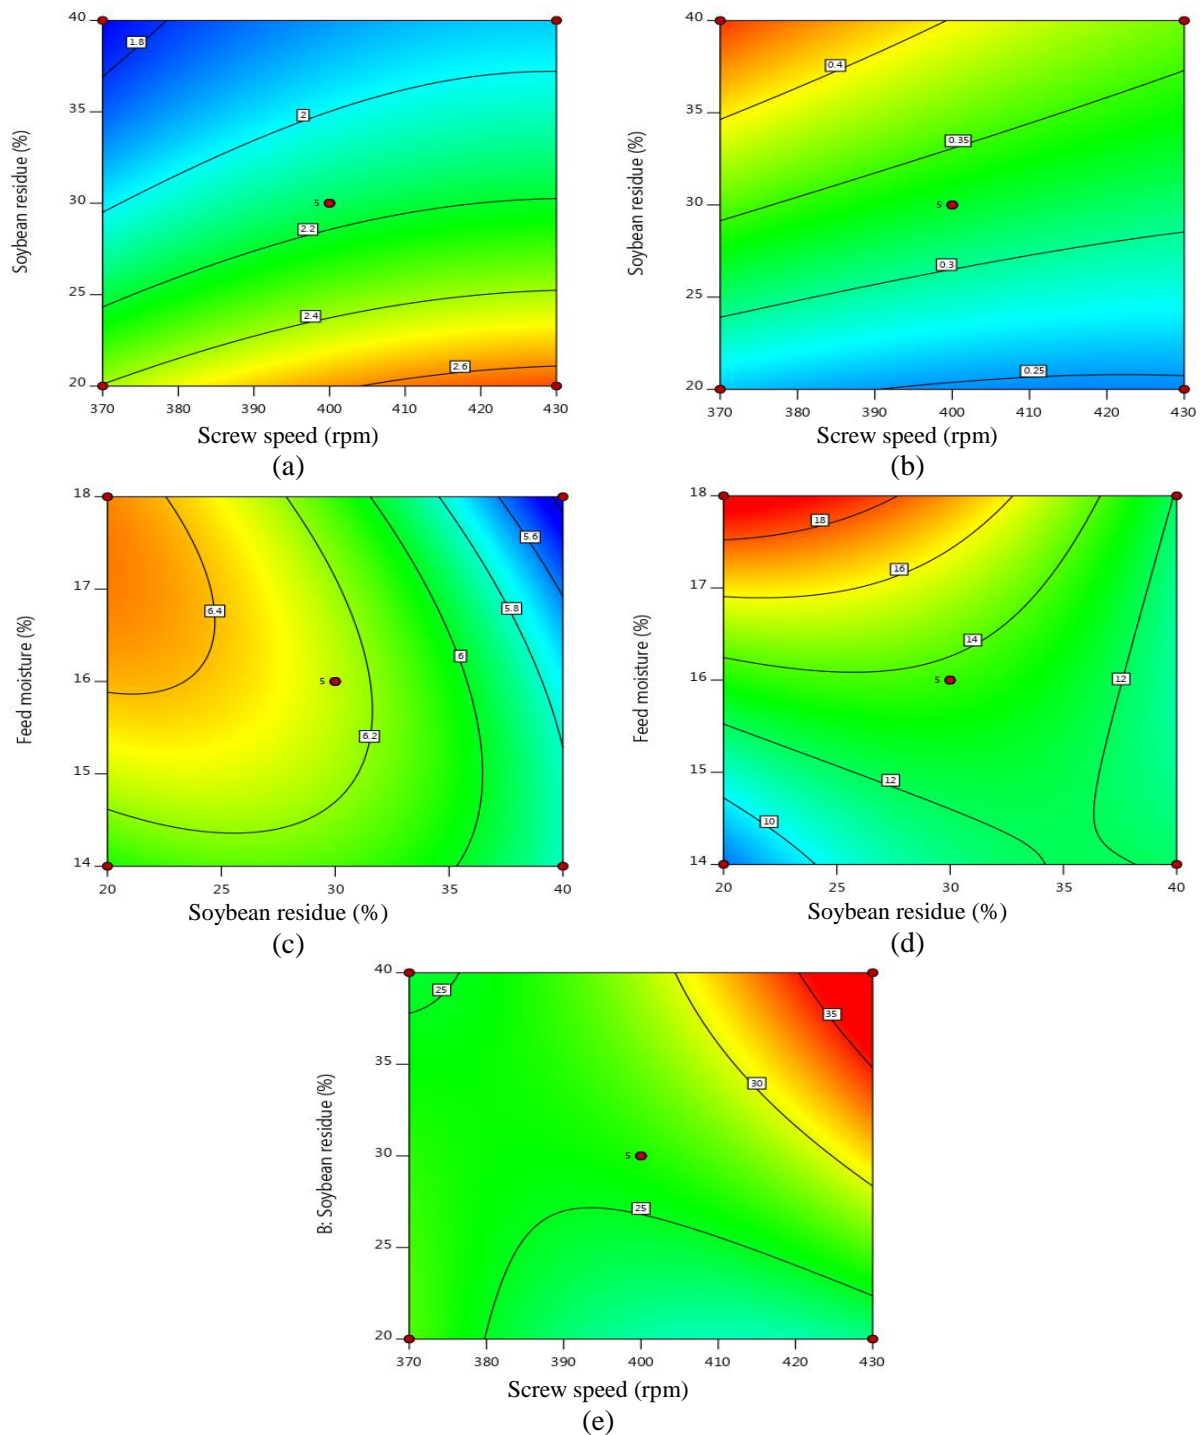 40
35
30
25
20
Soybean residue (%)
1.8
2
5
2.2
2.4
2.6
370 380 390 400 410 420 430
Screw speed (rpm)
(a)
40
35
30
25
20
Soybean residue (%)
0.4
0.35
5
0.3
0.25
370 380 390 400 410 420 430
Screw speed (rpm)
(b)
18
17
16
15
14
Feed moisture (%)
5.6
6.4
5.8
6
5
6.2
20 25 30 35 40
Soybean residue (%)
(c)
18
17
16
15
14
Feed moisture (%)
18
16
14
5
12
12
10
20 25 30 35 40
Soybean residue (%)
(d)
40
35
30
25
20
B: Soybean residue (%)
25
35
30
5
25
370 380 390 400 410 420 430
Screw speed (rpm)
(e)